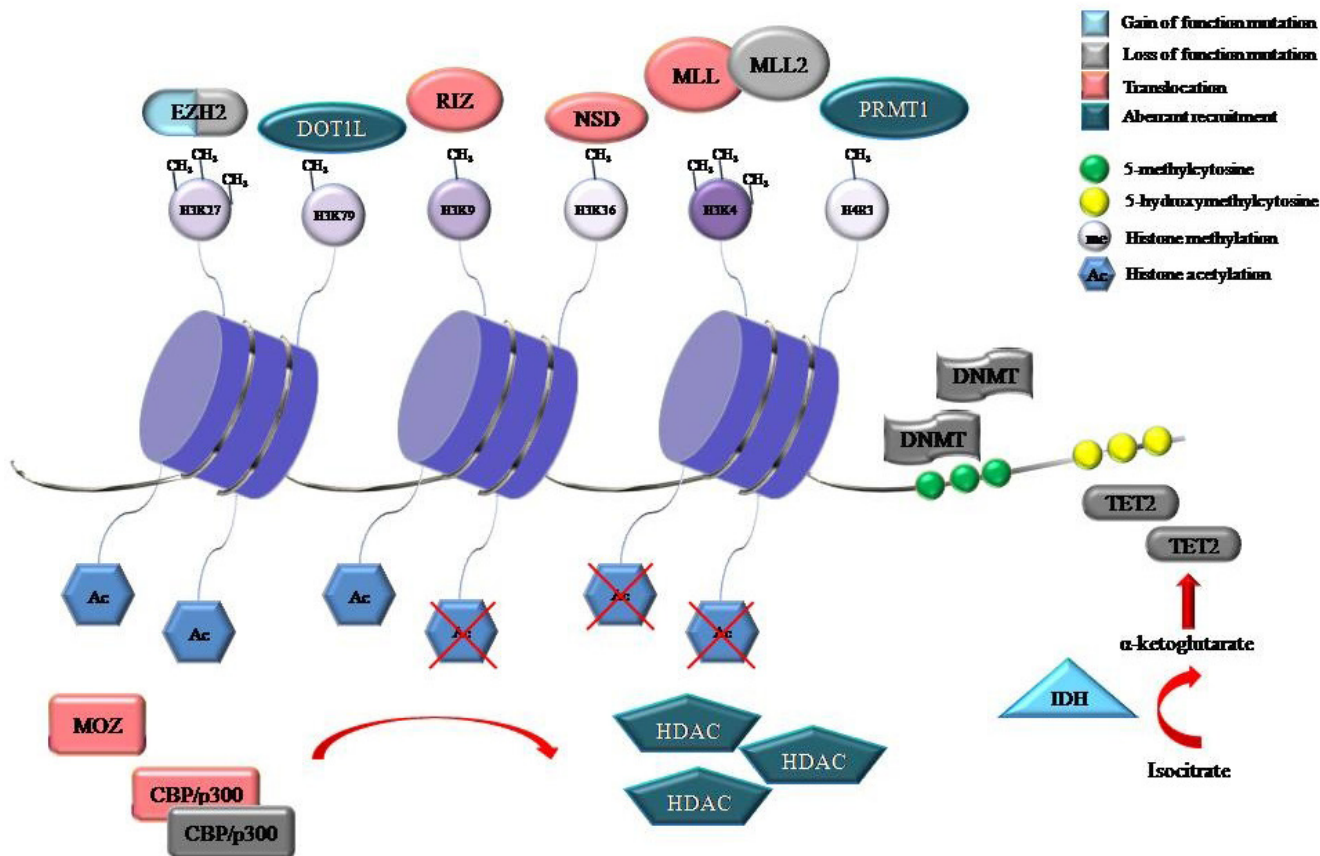 Gain of function mutation
Loss of function mutation
Translocation
Aberrant recruitment
5-methylcytosine
5-hydroxymethylcytosine
me Histone methylation
Ac Histone acetylation
EZH2
DOT1L
RIZ
NSD
MLL
MLL2
PRMT1
CH3
CH3
CH3
CH3
CH3
CH3
CH3
CH3
CH3
CH3
H3K27
H3K79
H3K9
H3K36
H3K4
H4R3
DNMT
DNMT
TET2
TET2
Ac
Ac
Ac
Ac
Ac
Ac
α-ketoglutarate
IDH
Isocitrate
MOZ
CBP/p300
CBP/p300
HDAC
HDAC
HDAC